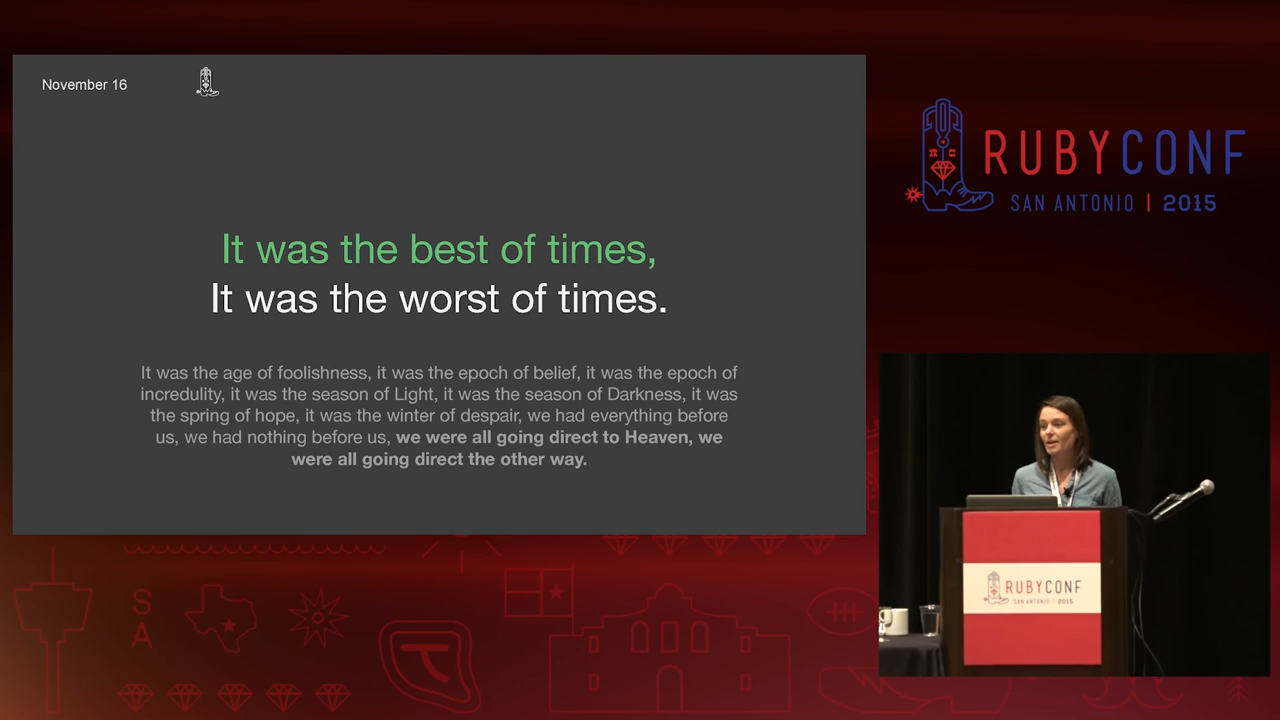 November 16
It was the best of times,
It was the worst of times.
It was the age of foolishness, it was the epoch of belief, it was the epoch of
incredulity, it was the season of Light, it was the season of Darkness, it was
the spring of hope, it was the winter of despair, we had everything before
us, we had nothing before us, we were all going direct to Heaven, we
were all going direct the other way.
RUBYCONF
SAN ANTONIO | 2015
RUBYCONF
SAN ANTONIO | 2015
S
A